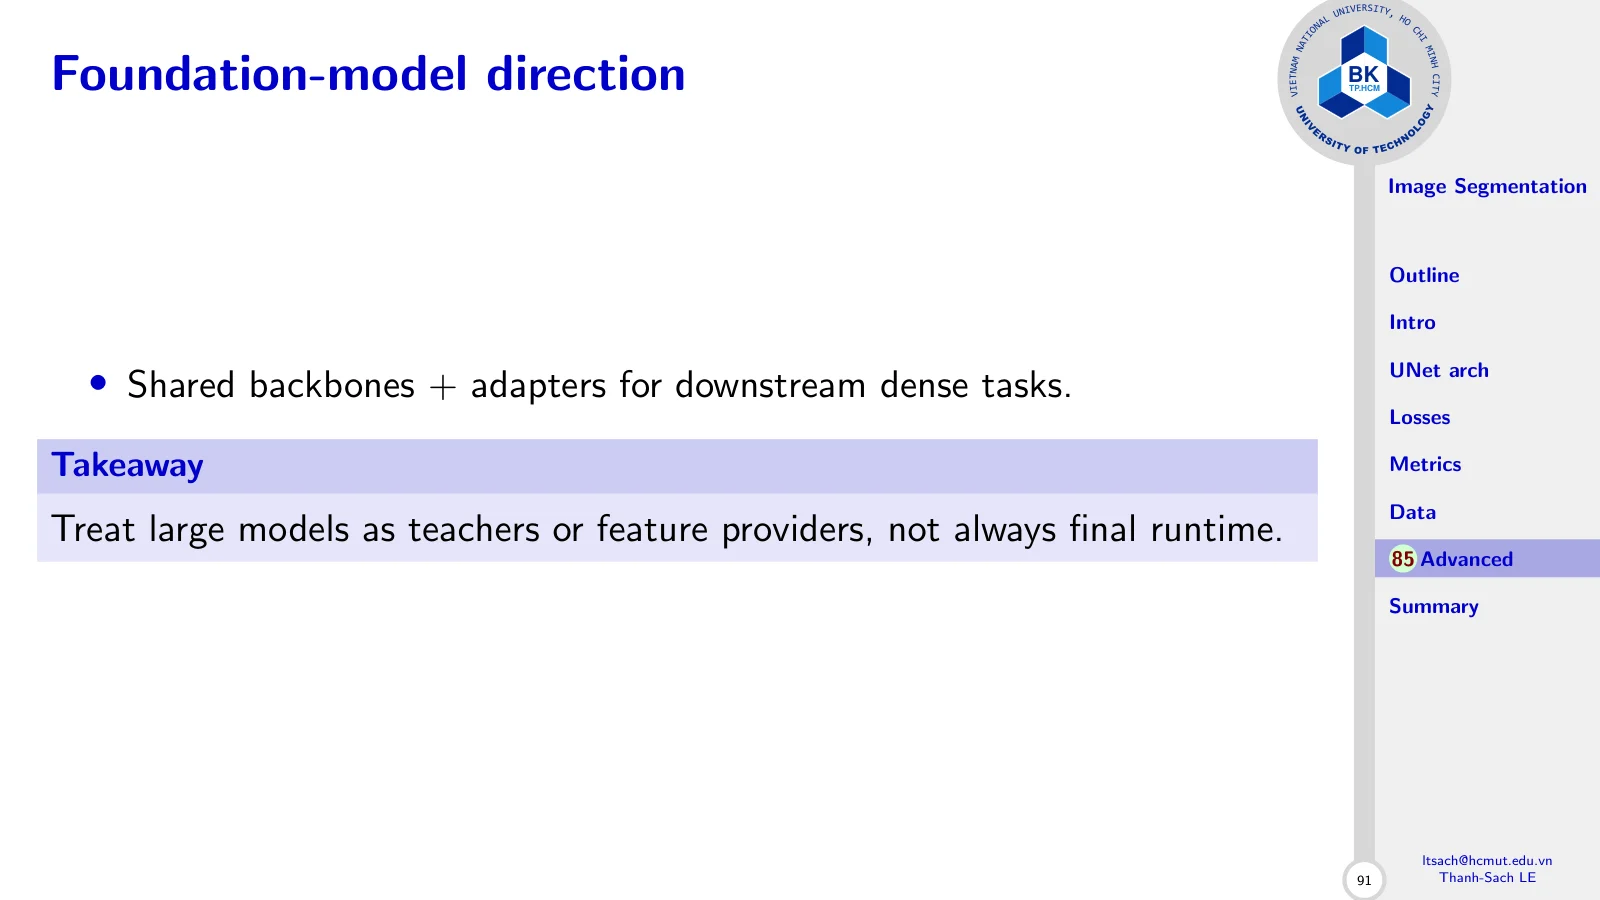 Foundation-model direction
• Shared backbones + adapters for downstream dense tasks.
Takeaway
Treat large models as teachers or feature providers, not always final runtime.
VIETNAM NATIONAL UNIVERSITY, HO CHI MINH CITY
BK
TP.HCM
UNIVERSITY OF TECHNOLOGY
Image Segmentation
Outline
Intro
UNet arch
Losses
Metrics
Data
85 Advanced
Summary
ltsach@hcmut.edu.vn
Thanh-Sach LE
91